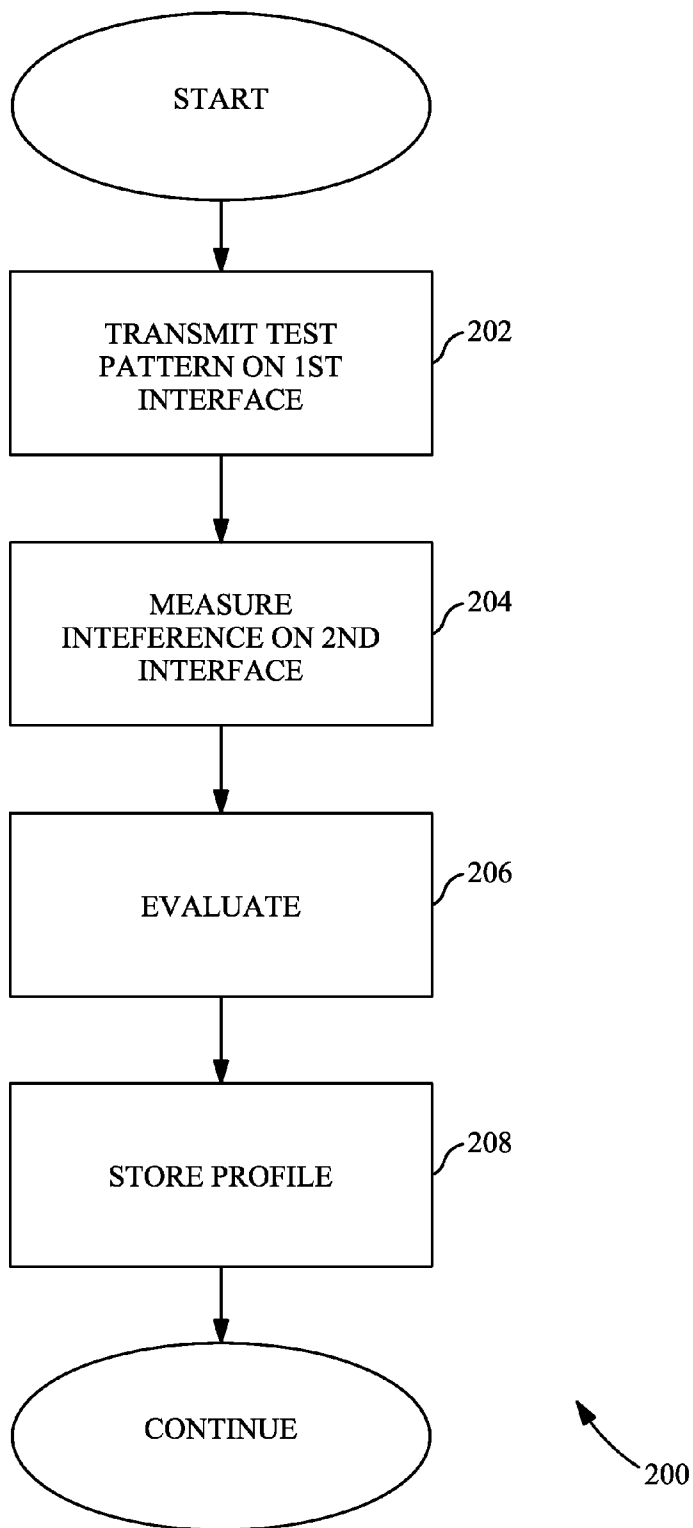 START
TRANSMIT TEST
PATTERN ON 1ST
INTERFACE
202
MEASURE
INTEFERENCE ON 2ND
INTERFACE
204
EVALUATE
206
STORE PROFILE
208
CONTINUE
200